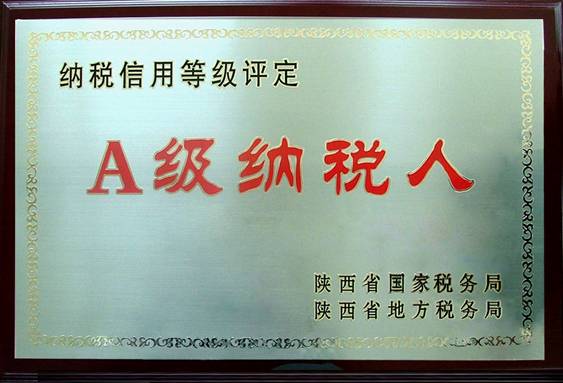 纳税信用等级评定
A级纳税人
陕西省国家税务局
陕西省地方税务局